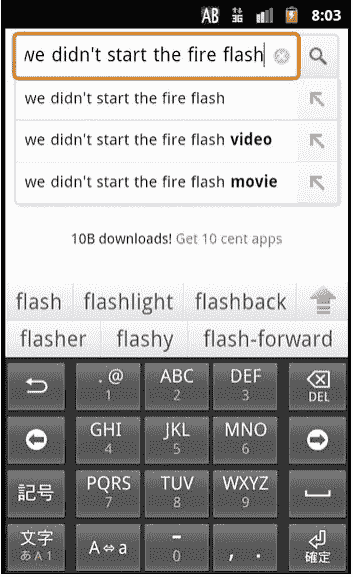 AB 3G 8:03
we didn't start the fire flash
we didn't start the fire flash
we didn't start the fire flash video
we didn't start the fire flash movie
10B downloads! Get 10 cent apps
flash flashlight flashback
flasher flashy flash-forward
. @ ABC DEF
1 2 3 DEL
GHI JKL MNO
4 5 6
記号 PQRS TUV WXYZ
7 8 9
文字 A⇔a - , . 確定
あA1 0